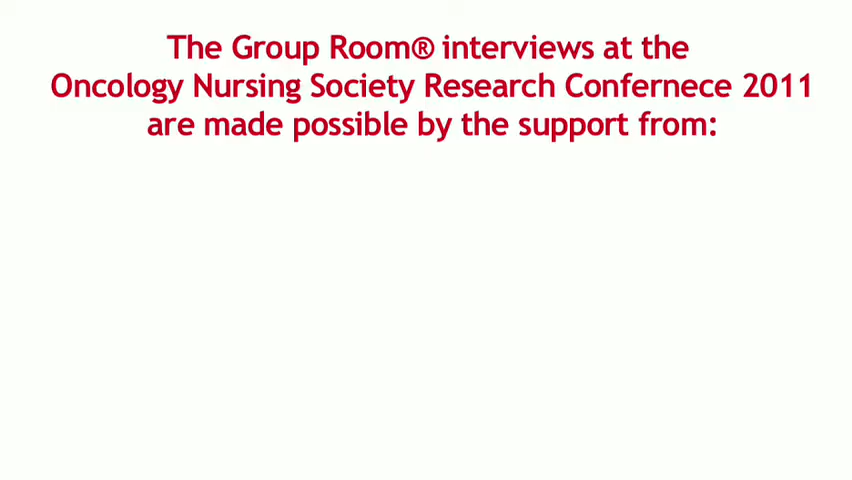 The Group Room® interviews at the
Oncology Nursing Society Research Confernece 2011
are made possible by the support from: